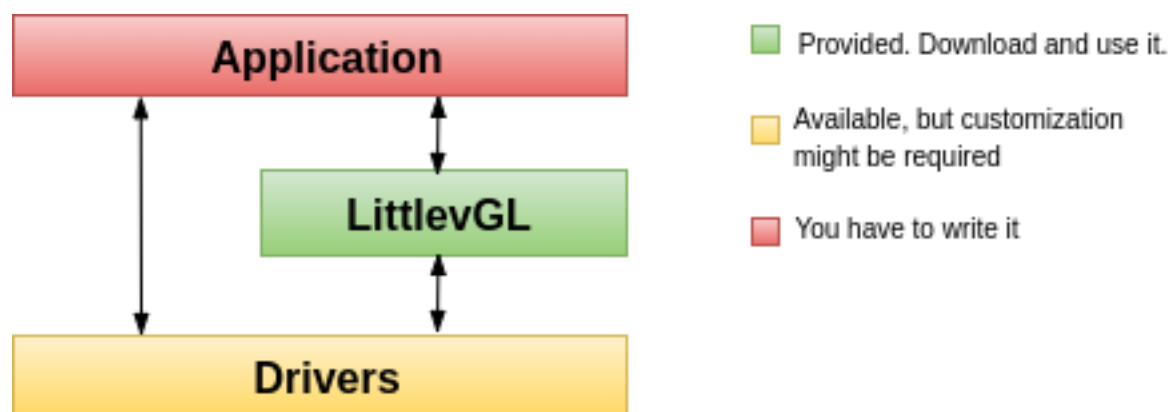 Application
LittlevGL
Drivers
Provided. Download and use it.
Available, but customization
might be required
You have to write it